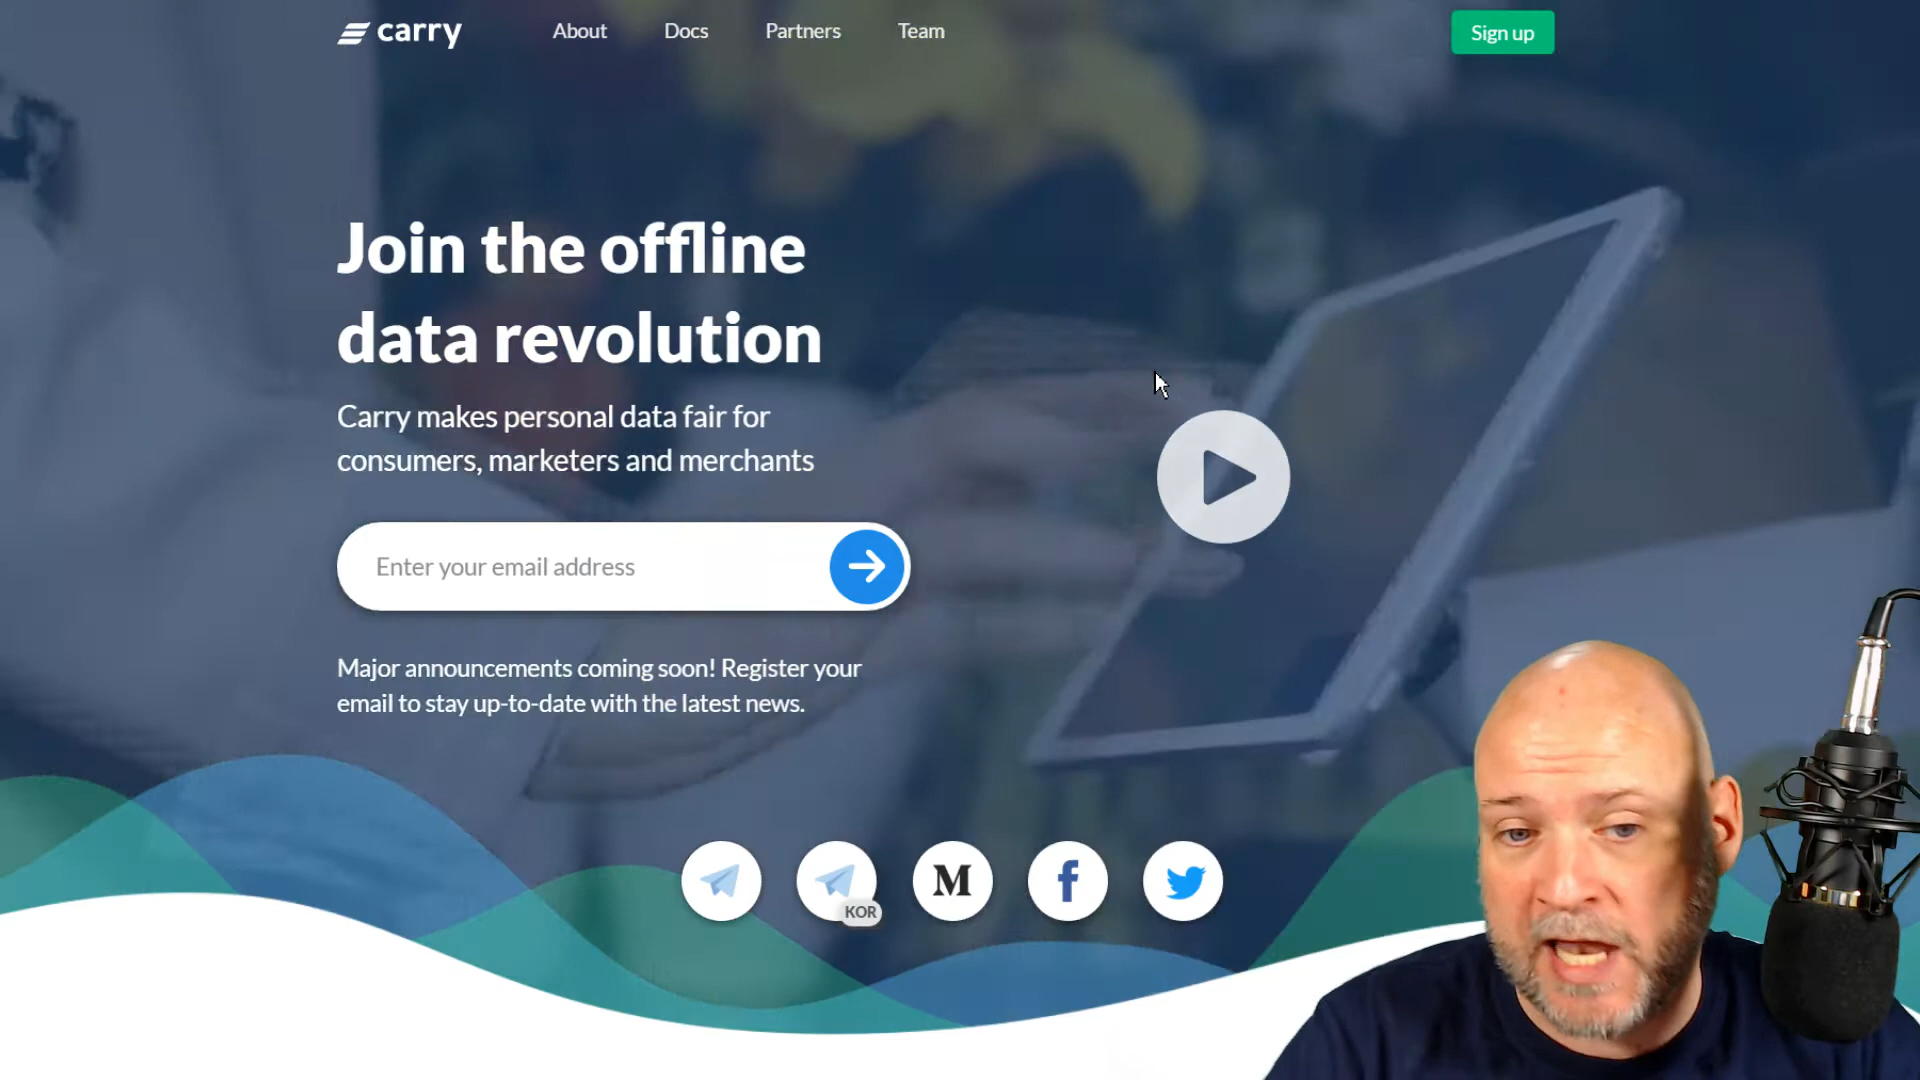 carry
About
Docs
Partners
Team
Sign up
Join the offline
data revolution
Carry makes personal data fair for
consumers, marketers and merchants
Enter your email address
Major announcements coming soon! Register your
email to stay up-to-date with the latest news.
M
KOR
f